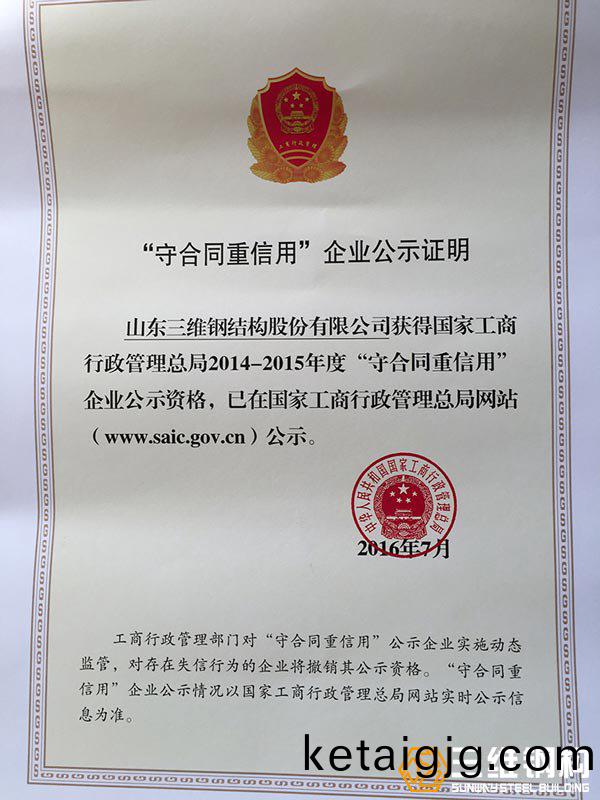 工商行政管理
“守合同重信用”企业公示证明
山东三维钢结构股份有限公司获得国家工商
行政管理总局2014-2015年度“守合同重信用”
企业公示资格，已在国家工商行政管理总局网站
（www.saic.gov.cn）公示。
中华人民共和国国家工商行政管理总局
2016年7月
工商行政管理部门对“守合同重信用”公示企业实施动态
监管，对存在失信行为的企业将撤销其公示资格。“守合同重
信用”企业公示情况以国家工商行政管理总局网站实时公示信
息为准。
ketaigjg.com
三维钢构
SUNWAY STEEL BUILDING